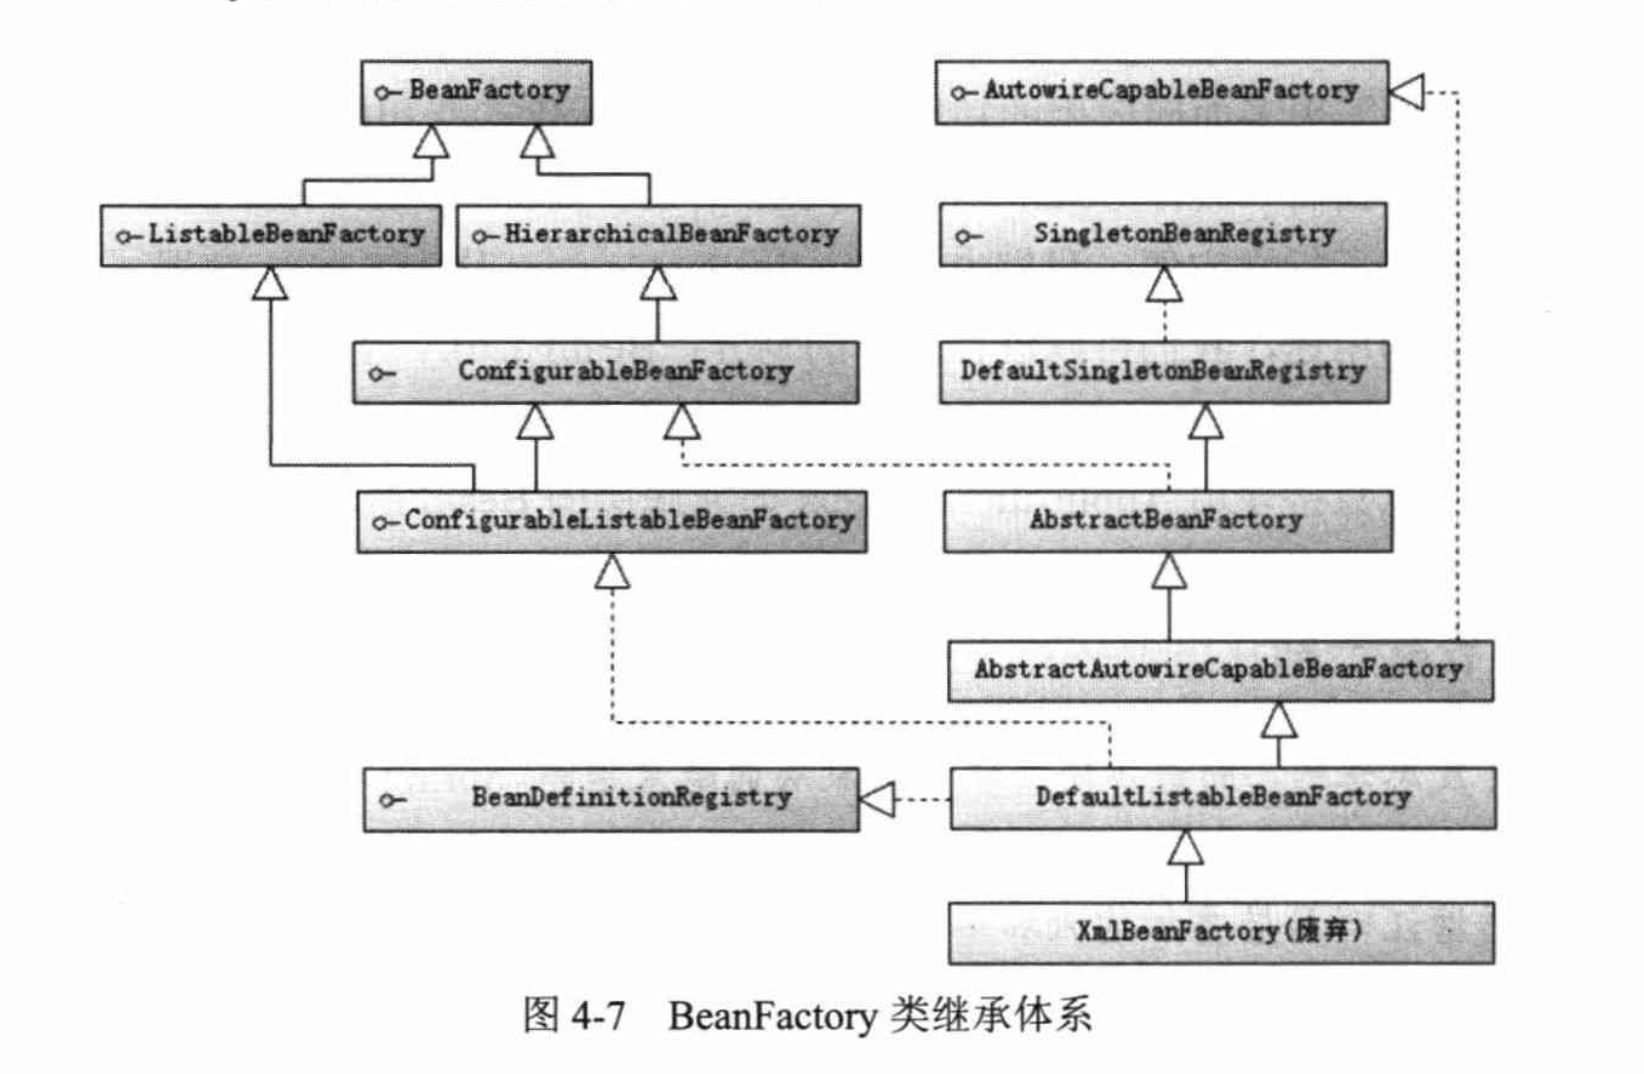 BeanFactory
AutowireCapableBeanFactory
ListableBeanFactory
HierarchicalBeanFactory
SingletonBeanRegistry
ConfigurableBeanFactory
DefaultSingletonBeanRegistry
ConfigurableListableBeanFactory
AbstractBeanFactory
AbstractAutowireCapableBeanFactory
BeanDefinitionRegistry
DefaultListableBeanFactory
XmlBeanFactory(废弃)
图 4-7 BeanFactory 类继承体系